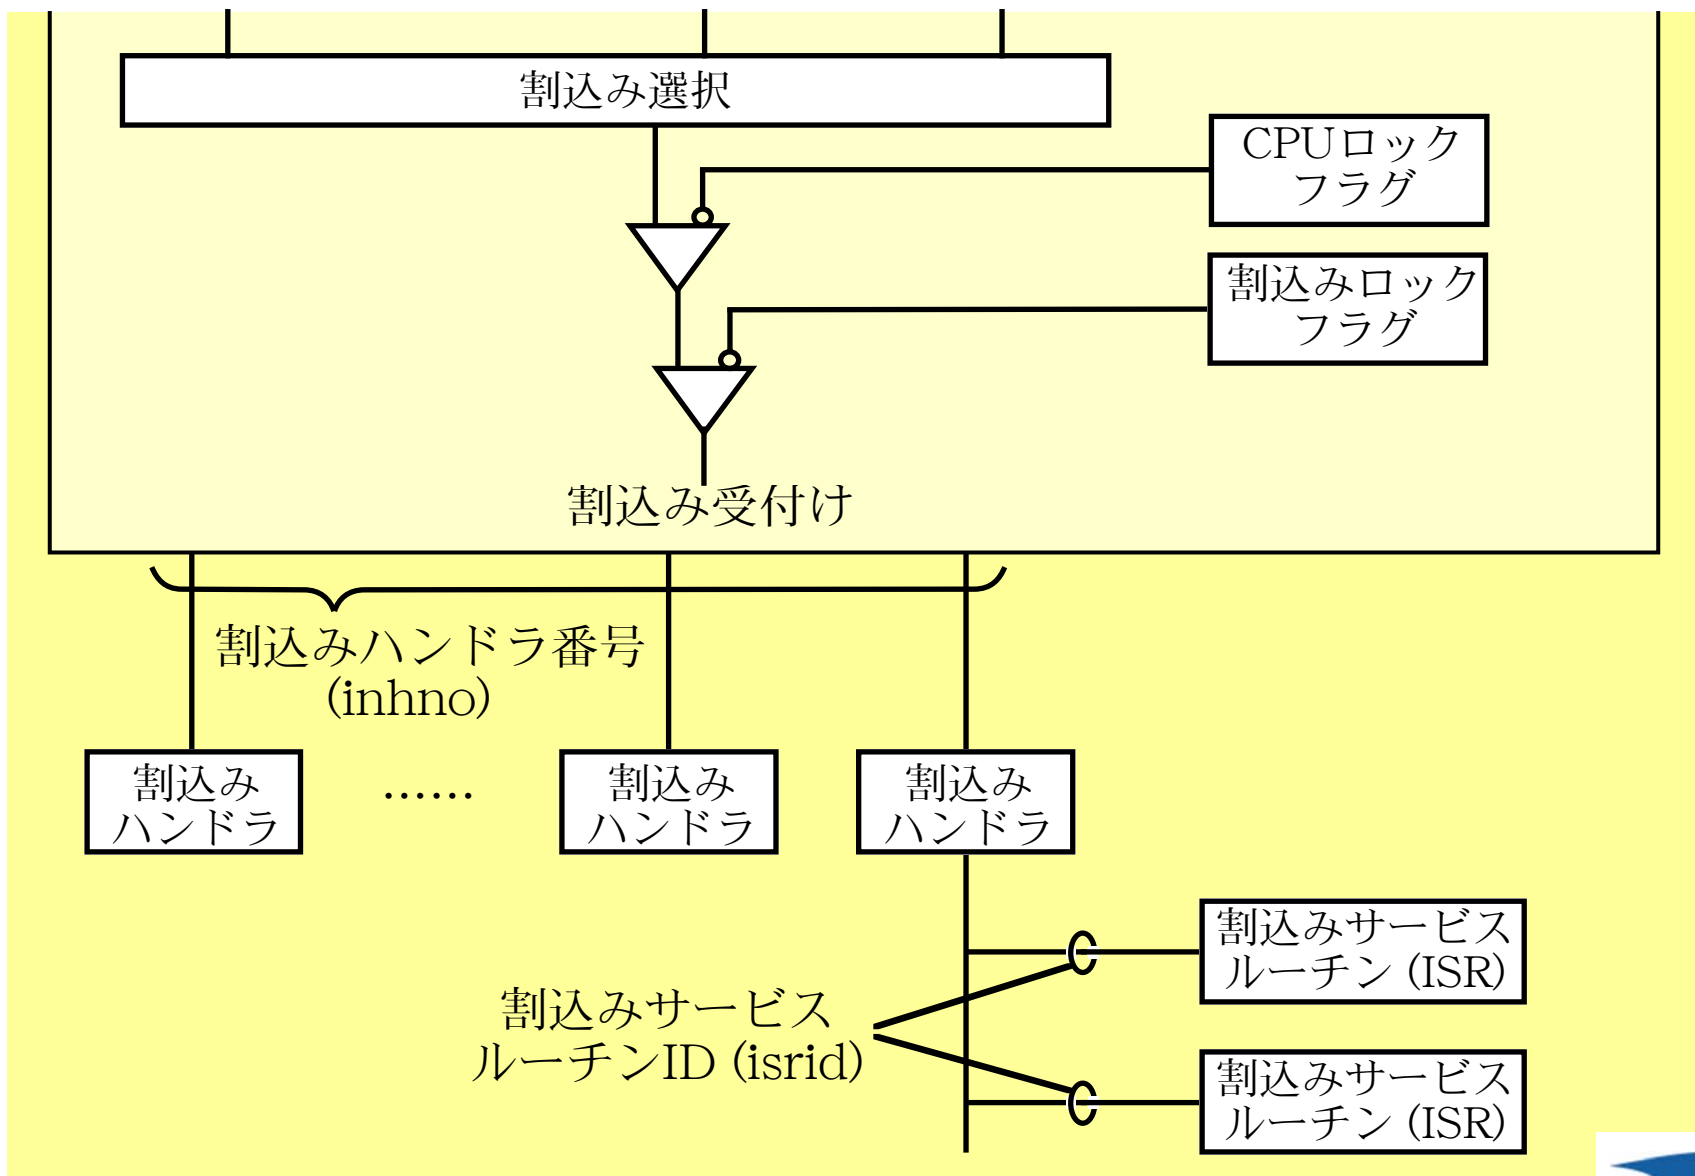 割込み選択
CPUロック
フラグ
割込みロック
フラグ
割込み受付け
割込みハンドラ番号
(inhno)
割込み
ハンドラ
……
割込み
ハンドラ
割込み
ハンドラ
割込みサービス
ルーチン (ISR)
割込みサービス
ルーチンID (isrid)
割込みサービス
ルーチン (ISR)